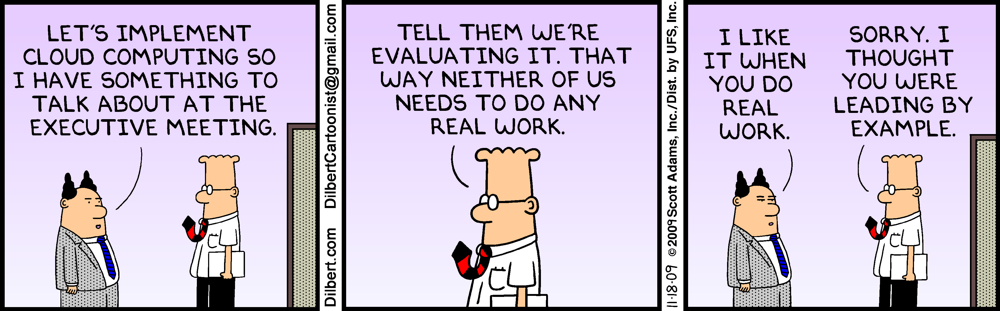 LET'S IMPLEMENT
CLOUD COMPUTING SO
I HAVE SOMETHING TO
TALK ABOUT AT THE
EXECUTIVE MEETING.
Dilbert.com DilbertCartoonist@gmail.com
TELL THEM WE'RE
EVALUATING IT. THAT
WAY NEITHER OF US
NEEDS TO DO ANY
REAL WORK.
11-18-09 ©2009 Scott Adams, Inc./Dist. by UFS, Inc.
I LIKE
IT WHEN
YOU DO
REAL
WORK.
SORRY. I
THOUGHT
YOU WERE
LEADING BY
EXAMPLE.